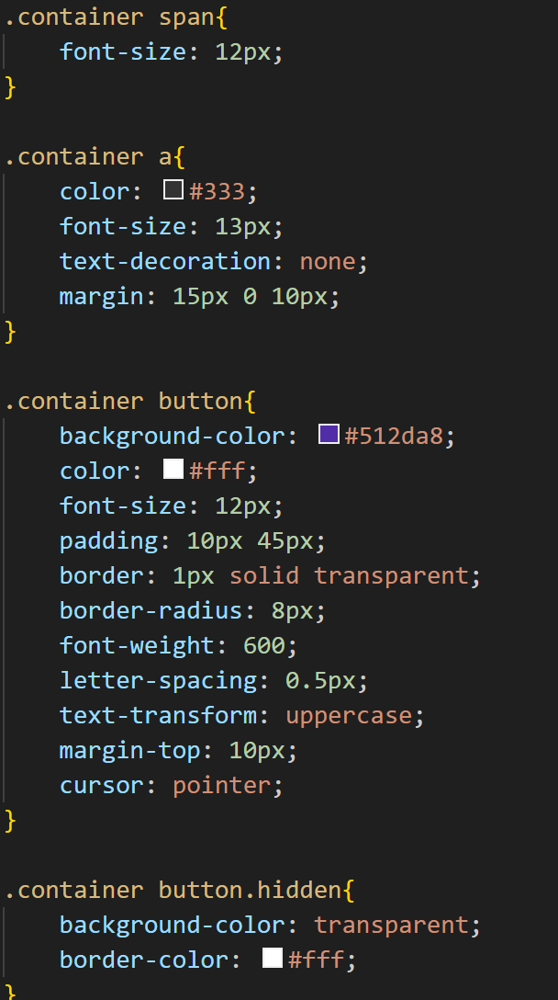 .container span{
    font-size: 12px;
}

.container a{
    color: #333;
    font-size: 13px;
    text-decoration: none;
    margin: 15px 0 10px;
}

.container button{
    background-color: #512da8;
    color: #fff;
    font-size: 12px;
    padding: 10px 45px;
    border: 1px solid transparent;
    border-radius: 8px;
    font-weight: 600;
    letter-spacing: 0.5px;
    text-transform: uppercase;
    margin-top: 10px;
    cursor: pointer;
}

.container button.hidden{
    background-color: transparent;
    border-color: #fff;
}